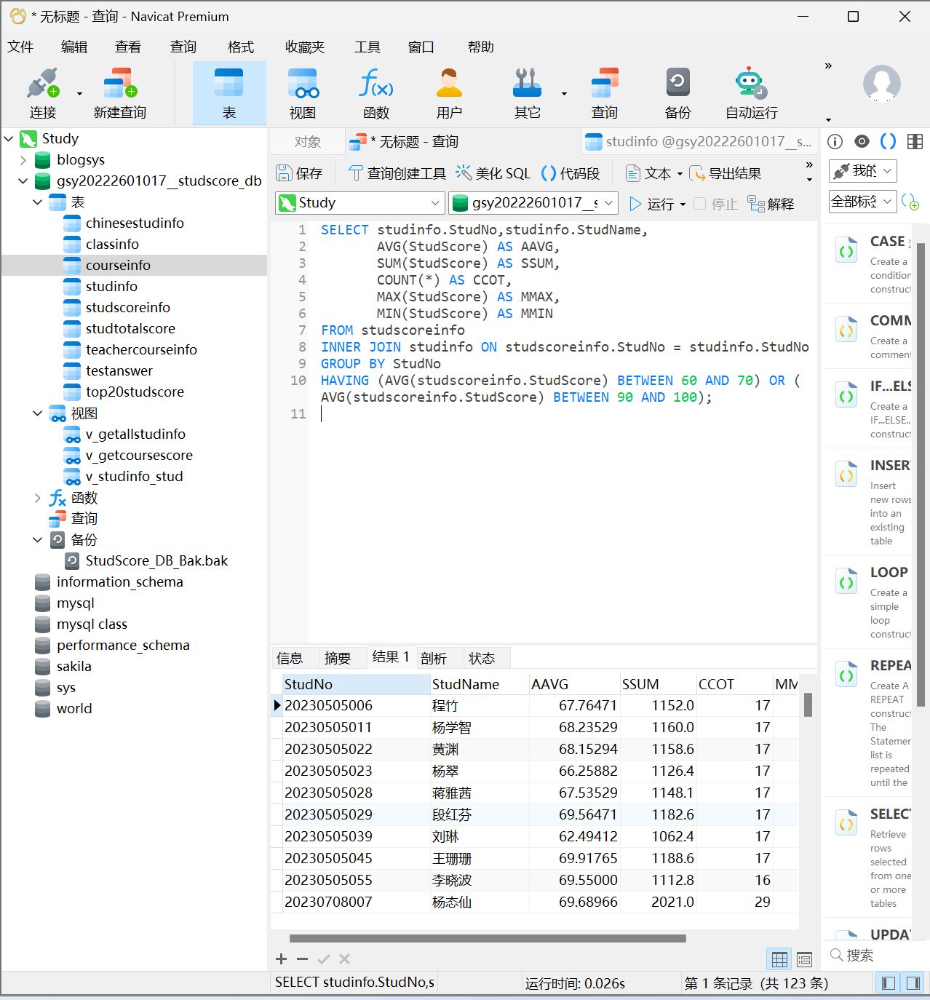 * 无标题 - 查询 - Navicat Premium
文件 编辑 查看 查询 格式 收藏夹 工具 窗口 帮助
连接 新建查询 表 视图 函数 用户 其它 查询 备份 自动运行
Study
blogsys
gsy20222601017__studscore_db
表
chinesestudinfo
classinfo
courseinfo
studinfo
studscoreinfo
studtotalscore
teachercourseinfo
testanswer
top20studscore
视图
v_getallstudinfo
v_getcoursescore
v_studinfo_stud
函数
查询
备份
StudScore_DB_Bak.bak
information_schema
mysql
mysql class
performance_schema
sakila
sys
world
对象 * 无标题 - 查询 studinfo @gsy20222601017__s...
保存 查询创建工具 美化 SQL 代码段 文本 导出结果
Study gsy20222601017__s 运行 停止 解释
1 SELECT studinfo.StudNo,studinfo.StudName,
2 AVG(StudScore) AS AAVG,
3 SUM(StudScore) AS SSUM,
4 COUNT(*) AS CCOT,
5 MAX(StudScore) AS MMAX,
6 MIN(StudScore) AS MMIN
7 FROM studscoreinfo
8 INNER JOIN studinfo ON studscoreinfo.StudNo = studinfo.StudNo
9 GROUP BY StudNo
10 HAVING (AVG(studscoreinfo.StudScore) BETWEEN 60 AND 70) OR (
AVG(studscoreinfo.StudScore) BETWEEN 90 AND 100);
11
信息 摘要 结果 1 剖析 状态
StudNo StudName AAVG SSUM CCOT MM
20230505006 程竹 67.76471 1152.0 17
20230505011 杨学智 68.23529 1160.0 17
20230505022 黄渊 68.15294 1158.6 17
20230505023 杨翠 66.25882 1126.4 17
20230505028 蒋雅茜 67.53529 1148.1 17
20230505029 段红芬 69.56471 1182.6 17
20230505039 刘琳 62.49412 1062.4 17
20230505045 王珊珊 69.91765 1188.6 17
20230505055 李晓波 69.55000 1112.8 16
20230708007 杨态仙 69.68966 2021.0 29
SELECT studinfo.StudNo,s 运行时间: 0.026s 第 1 条记录 (共 123 条)
我的
全部标签
CASE
Create a
condition
construct
COMM
Create a
comment
IF...ELS
Create a
IF...ELSE...
construct
INSER
Insert
new rows
into an
existing
table
LOOP
Create a
simple
loop
construct
REPEA
Create A
REPEAT
construct
The
Statemer
list is
repeated
until the
SELECT
Retrieve
rows
selected
from one
or more
tables
UPDA
搜索